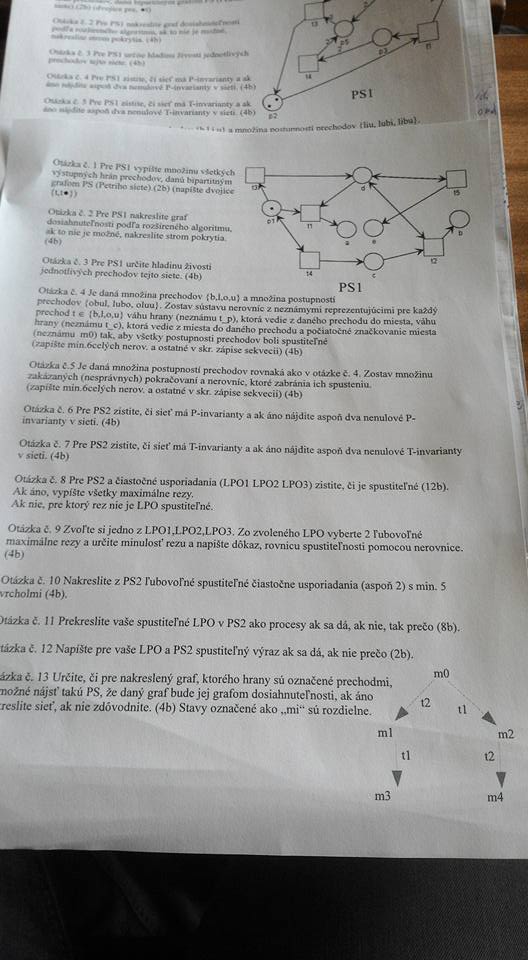 sieti.(2b) (dvojice
Otázka č. 2 Pre PS1 nakreslite graf dosiahnuteľnosti
podľa rozšíreného algoritmu, ak to nie je možné,
nakreslite strom pokrytia. (4b)
Otázka č. 3 Pre PS1 zistite hladinu živosti jednotlivých
prechodov tejto siete. (4b)
Otázka č. 4 Pre PS1 zistite, či sieť má P-invarianty a ak
áno nájdite aspoň dva nenulové P-invarianty v sieti. (4b)
Otázka č. 5 Pre PS1 zistite, či sieť má T-invarianty a ak
áno nájdite aspoň dva nenulové T-invarianty v sieti. (4b)
13
p5
2
2
p3
t1
14
p2
PS1
a množina postupností prechodov {liu, lubi, libu}.
Otázka č. 1 Pre PS1 vypíšte množinu všetkých
výstupných hrán prechodov, danú bipartitným
grafom PS (Petriho siete).(2b) (napíšte dvojice
{t,t●})
Otázka č. 2 Pre PS1 nakreslite graf
dosiahnuteľnosti podľa rozšíreného algoritmu,
ak to nie je možné, nakreslite strom pokrytia.
(4b)
Otázka č. 3 Pre PS1 určite hladinu živosti
jednotlivých prechodov tejto siete. (4b)
13
d
15
p1
11
a
e
b
14
c
12
PS1
Otázka č. 4 Je daná množina prechodov {b,l,o,u} a množina postupností
prechodov {obul, lubo, oluu}. Zostav sústavu nerovníc s neznámymi reprezentujúcimi pre každý
prechod t ∈ {b,l,o,u} váhu hrany (neznámu t_p), ktorá vedie z daného prechodu do miesta, váhu
hrany (neznámu t_c), ktorá vedie z miesta do daného prechodu a počiatočné značkovanie miesta
(neznámu m0) tak, aby všetky postupnosti prechodov boli spustiteľné
(zapíšte min.6celých nerov. a ostatné v skr. zápise sekvecií) (4b)
Otázka č.5 Je daná množina postupností prechodov rovnaká ako v otázke č. 4. Zostav množinu
zakázaných (nesprávnych) pokračovaní a nerovníc, ktoré zabránia ich spusteniu.
(zapíšte min.6celých nerov. a ostatné v skr. zápise sekvecií) (4b)
Otázka č. 6 Pre PS2 zistite, či sieť má P-invarianty a ak áno nájdite aspoň dva nenulové P-
invarianty v sieti. (4b)
Otázka č. 7 Pre PS2 zistite, či sieť má T-invarianty a ak áno nájdite aspoň dva nenulové T-invarianty
v sieti. (4b)
Otázka č. 8 Pre PS2 a čiastočné usporiadania (LPO1 LPO2 LPO3) zistite, či je spustiteľné (12b).
Ak áno, vypíšte všetky maximálne rezy.
Ak nie, pre ktorý rez nie je LPO spustiteľné.
Otázka č. 9 Zvoľte si jedno z LPO1,LPO2,LPO3. Zo zvoleného LPO vyberte 2 ľubovoľné
maximálne rezy a určite minulosť rezu a napíšte dôkaz, rovnicu spustiteľnosti pomocou nerovnice.
(4b)
Otázka č. 10 Nakreslite z PS2 ľubovoľné spustiteľné čiastočne usporiadania (aspoň 2) s min. 5
vrcholmi (4b).
Otázka č. 11 Prekreslite vaše spustiteľné LPO v PS2 ako procesy ak sa dá, ak nie, tak prečo (8b).
tázka č. 12 Napíšte pre vaše LPO a PS2 spustiteľný výraz ak sa dá, ak nie prečo (2b).
ázka č. 13 Určite, či pre nakreslený graf, ktorého hrany sú označené prechodmi,
možné nájsť takú PS, že daný graf bude jej grafom dosiahnuteľnosti, ak áno
kreslite sieť, ak nie zdôvodnite. (4b) Stavy označené ako „mi“ sú rozdielne.
m0
t2
t1
m1
m2
t1
t2
m3
m4